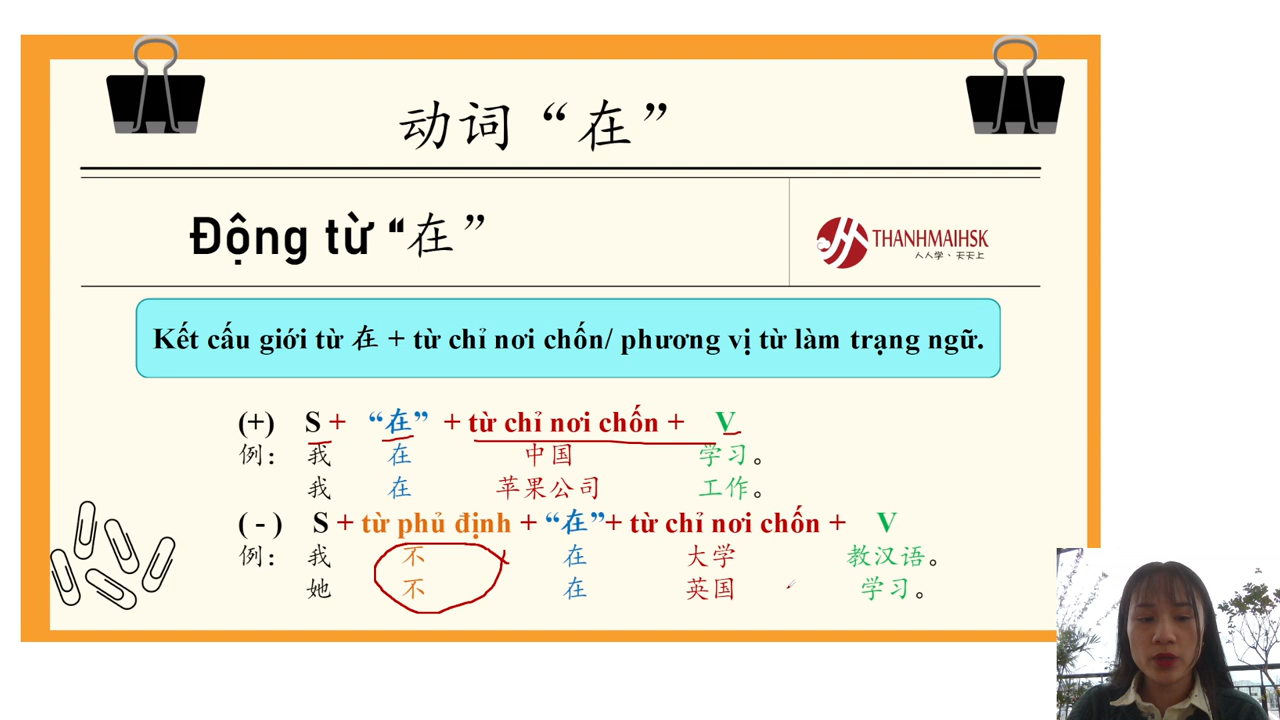 动词“在”
Động từ “在”
THANHMAIHSK
人人学·天天上
Kết cấu giới từ 在 + từ chỉ nơi chốn/ phương vị từ làm trạng ngữ.
(+) S + “在” + từ chỉ nơi chốn + V
例： 我 在 中国 学习。
我 在 苹果公司 工作。
( - ) S + từ phủ định + “在”+ từ chỉ nơi chốn + V
例： 我 不 在 大学 教汉语。
她 不 在 英国 学习。